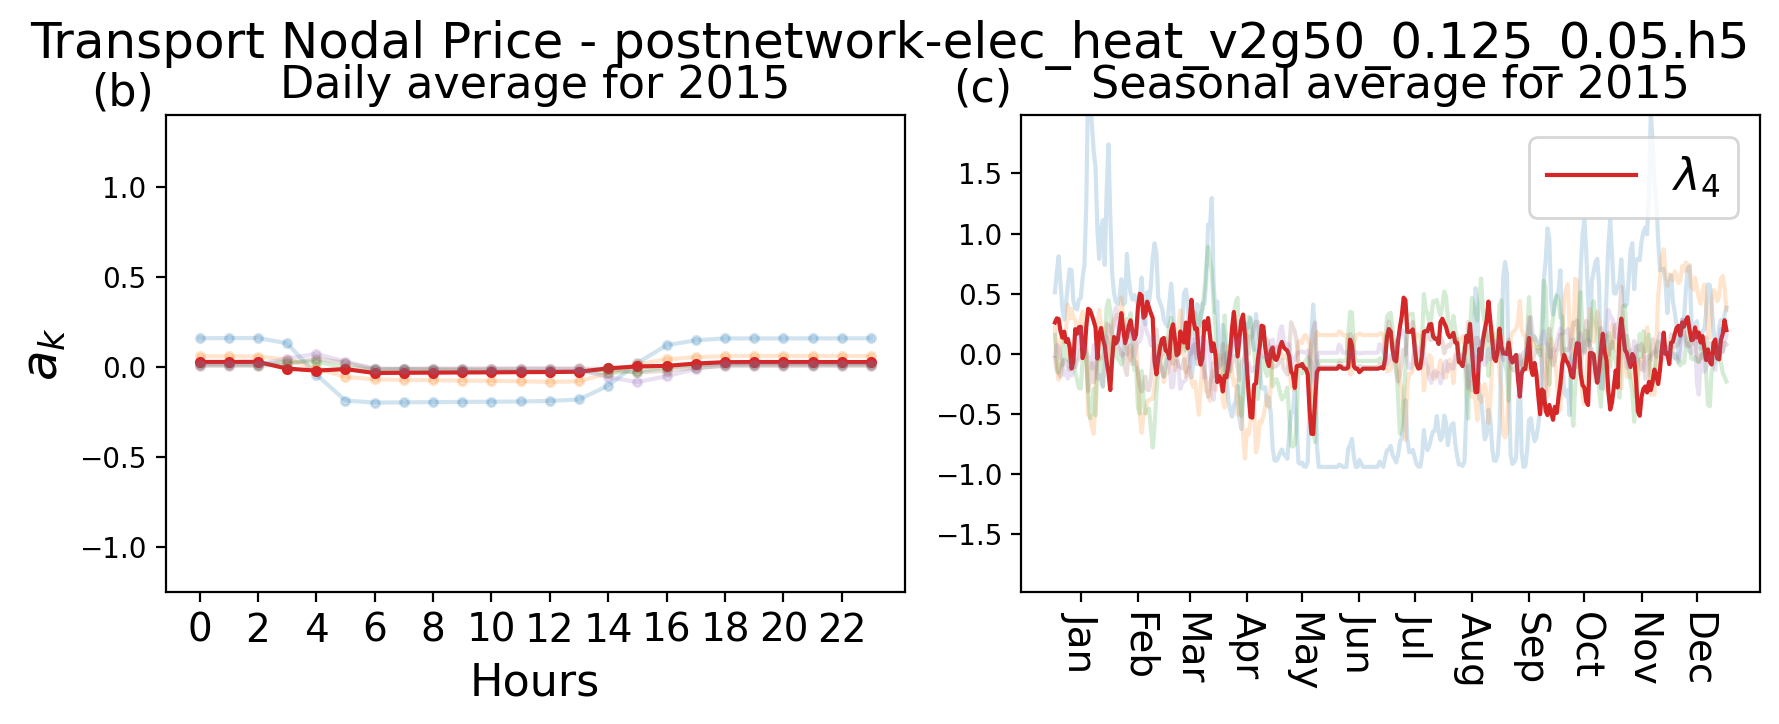 Transport Nodal Price - postnetwork-elec_heat_v2g50_0.125_0.05.h5
(b)
Daily average for 2015
a_k
1.0
0.5
0.0
−0.5
−1.0
0 2 4 6 8 10 12 14 16 18 20 22
Hours
(c)
Seasonal average for 2015
λ_4
1.5
1.0
0.5
0.0
−0.5
−1.0
−1.5
Jan Feb Mar Apr May Jun Jul Aug Sep Oct Nov Dec